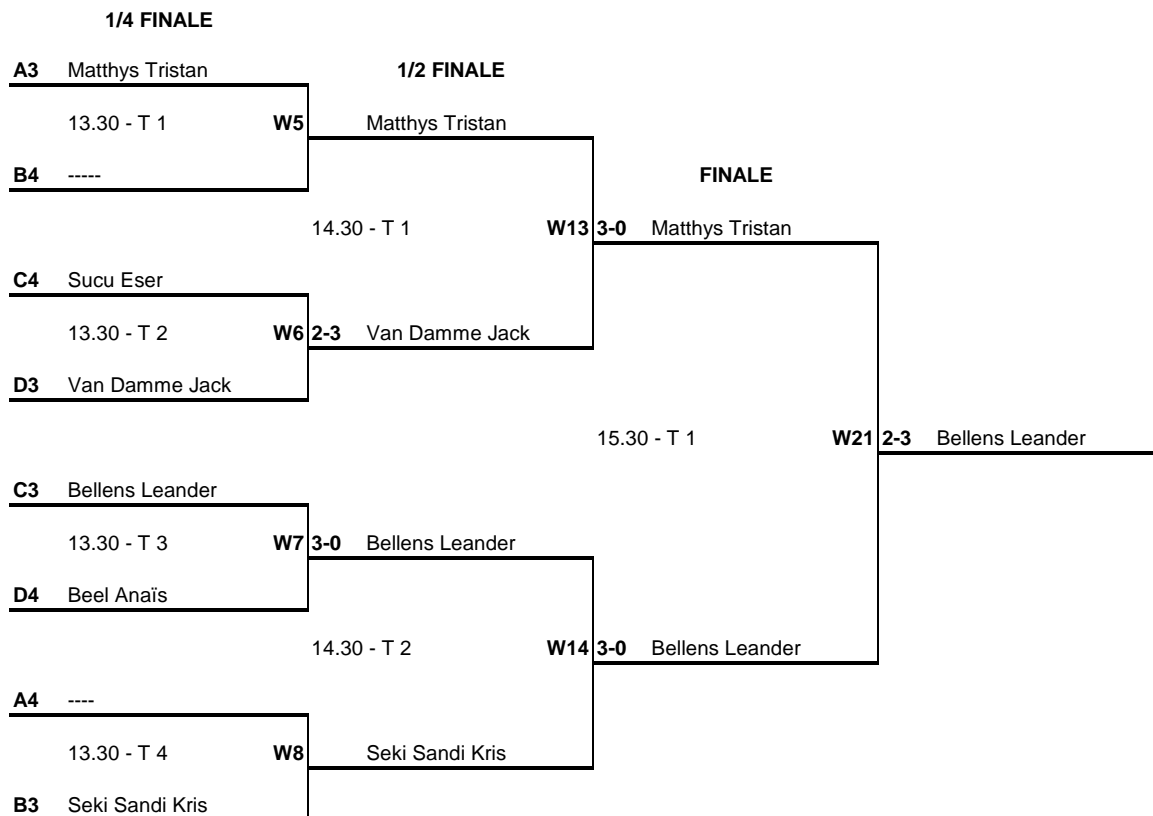 1/4 FINALE
A3 Matthys Tristan 1/2 FINALE
13.30 - T 1 W5 Matthys Tristan
B4 ----- FINALE
14.30 - T 1 W13 3-0 Matthys Tristan
C4 Sucu Eser
13.30 - T 2 W6 2-3 Van Damme Jack
D3 Van Damme Jack
15.30 - T 1 W21 2-3 Bellens Leander
C3 Bellens Leander
13.30 - T 3 W7 3-0 Bellens Leander
D4 Beel Anaïs
14.30 - T 2 W14 3-0 Bellens Leander
A4 ----
13.30 - T 4 W8 Seki Sandi Kris
B3 Seki Sandi Kris